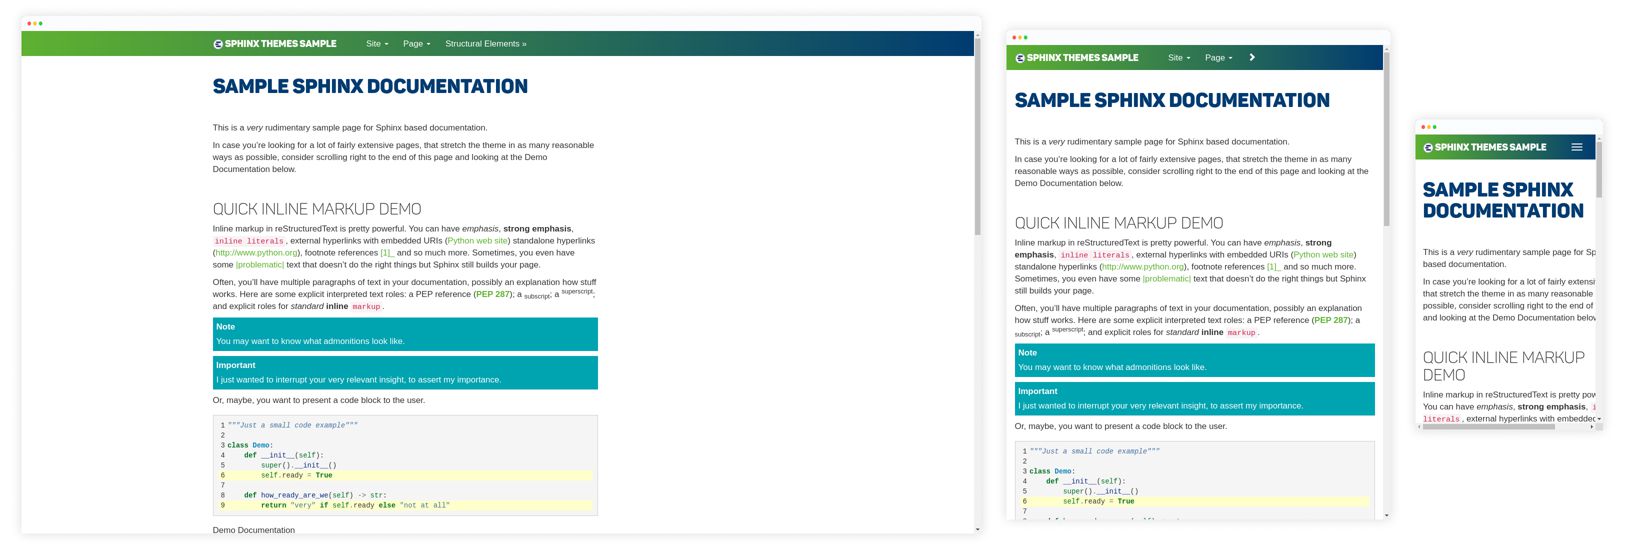 SPHINX THEMES SAMPLE Site Page Structural Elements »
SAMPLE SPHINX DOCUMENTATION
This is a very rudimentary sample page for Sphinx based documentation.
In case you're looking for a lot of fairly extensive pages, that stretch the theme in as many reasonable
ways as possible, consider scrolling right to the end of this page and looking at the Demo
Documentation below.
QUICK INLINE MARKUP DEMO
Inline markup in reStructuredText is pretty powerful. You can have emphasis, strong emphasis,
inline literals, external hyperlinks with embedded URIs (Python web site) standalone hyperlinks
(http://www.python.org), footnote references [1]_ and so much more. Sometimes, you even have
some |problematic| text that doesn't do the right things but Sphinx still builds your page.
Often, you'll have multiple paragraphs of text in your documentation, possibly an explanation how stuff
works. Here are some explicit interpreted text roles: a PEP reference (PEP 287); a subscript; a superscript;
and explicit roles for standard inline markup.
Note
You may want to know what admonitions look like.
Important
I just wanted to interrupt your very relevant insight, to assert my importance.
Or, maybe, you want to present a code block to the user.
1 """Just a small code example"""
2
3 class Demo:
4     def __init__(self):
5         super().__init__()
6         self.ready = True
7
8     def how_ready_are_we(self) -> str:
9         return "very" if self.ready else "not at all"
Demo Documentation
SPHINX THEMES SAMPLE Site Page
SAMPLE SPHINX DOCUMENTATION
This is a very rudimentary sample page for Sphinx based documentation.
In case you're looking for a lot of fairly extensive pages, that stretch the theme in as many
reasonable ways as possible, consider scrolling right to the end of this page and looking at the
Demo Documentation below.
QUICK INLINE MARKUP DEMO
Inline markup in reStructuredText is pretty powerful. You can have emphasis, strong
emphasis, inline literals, external hyperlinks with embedded URIs (Python web site)
standalone hyperlinks (http://www.python.org), footnote references [1]_ and so much more.
Sometimes, you even have some |problematic| text that doesn't do the right things but Sphinx
still builds your page.
Often, you'll have multiple paragraphs of text in your documentation, possibly an explanation
how stuff works. Here are some explicit interpreted text roles: a PEP reference (PEP 287); a
subscript; a superscript; and explicit roles for standard inline markup.
Note
You may want to know what admonitions look like.
Important
I just wanted to interrupt your very relevant insight, to assert my importance.
Or, maybe, you want to present a code block to the user.
1 """Just a small code example"""
2
3 class Demo:
4     def __init__(self):
5         super().__init__()
6         self.ready = True
7
SPHINX THEMES SAMPLE
SAMPLE SPHINX
DOCUMENTATION
This is a very rudimentary sample page for Sp
based documentation.
In case you're looking for a lot of fairly extensi
that stretch the theme in as many reasonable
possible, consider scrolling right to the end of
and looking at the Demo Documentation belov
QUICK INLINE MARKUP
DEMO
Inline markup in reStructuredText is pretty pow
You can have emphasis, strong emphasis, i
literals, external hyperlinks with embedded